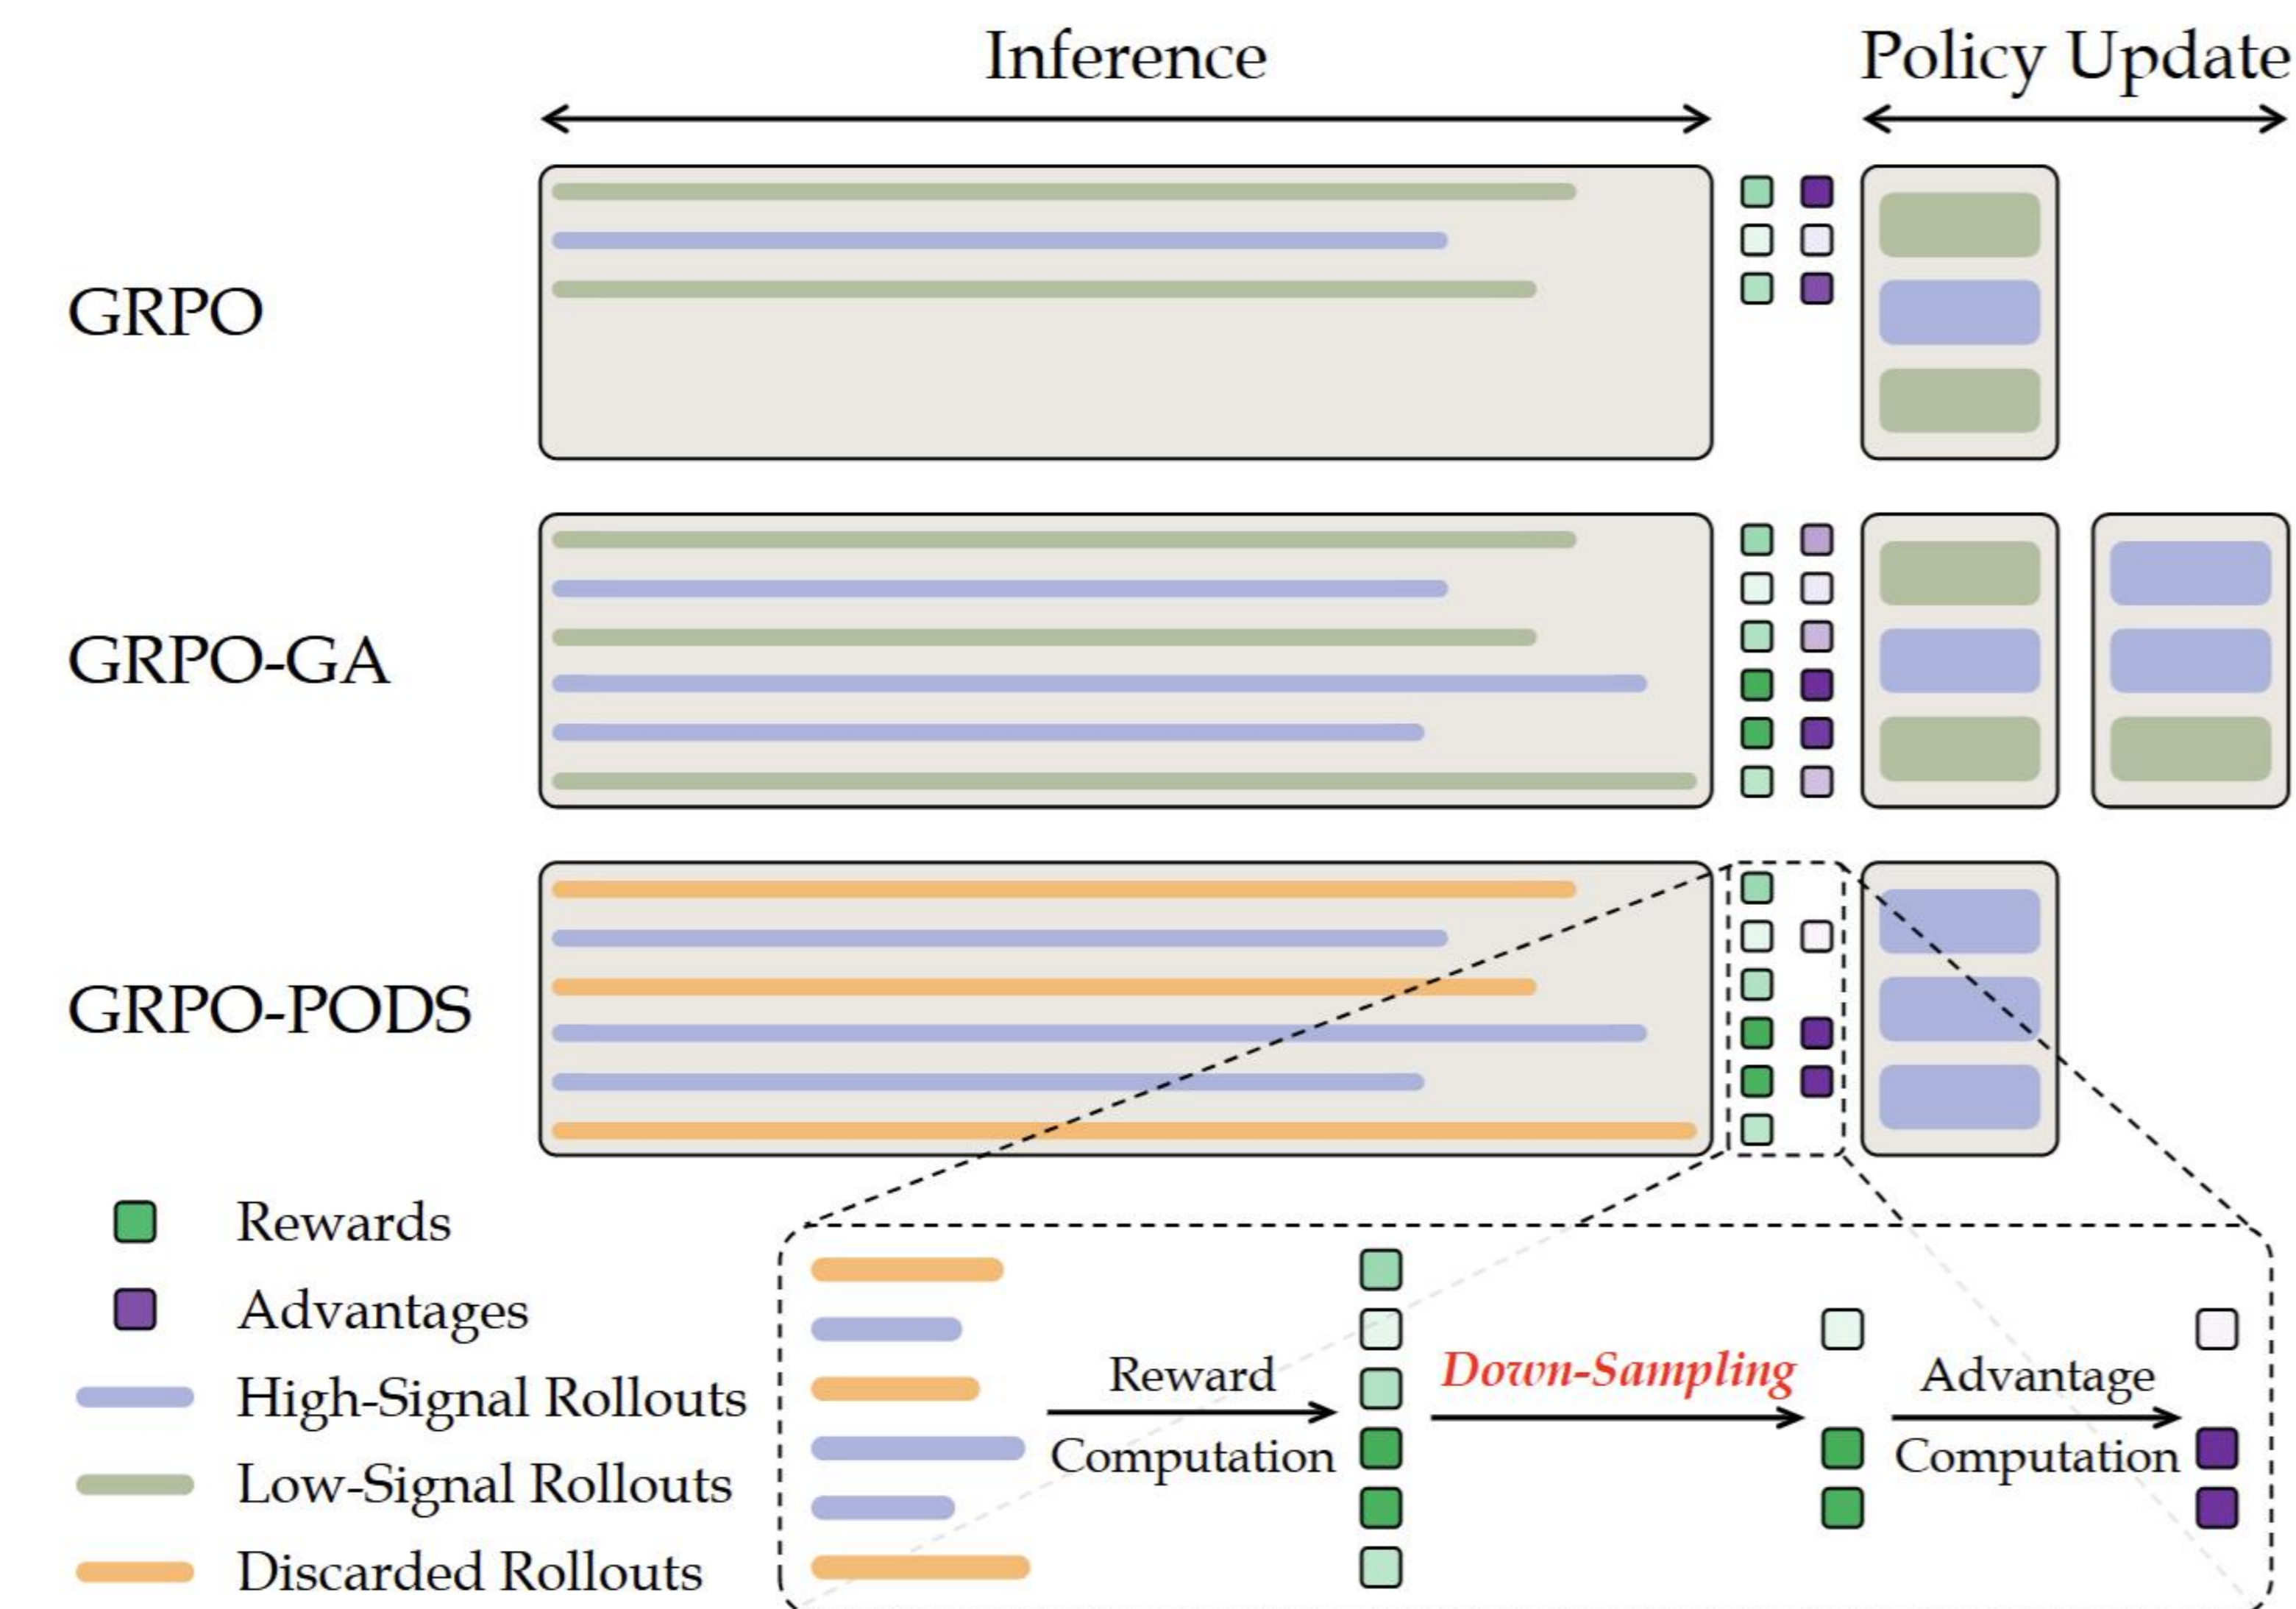 Inference
Policy Update
GRPO
GRPO-GA
GRPO-PODS
Rewards
Advantages
High-Signal Rollouts
Low-Signal Rollouts
Discarded Rollouts
Reward
Computation
Down-Sampling
Advantage
Computation